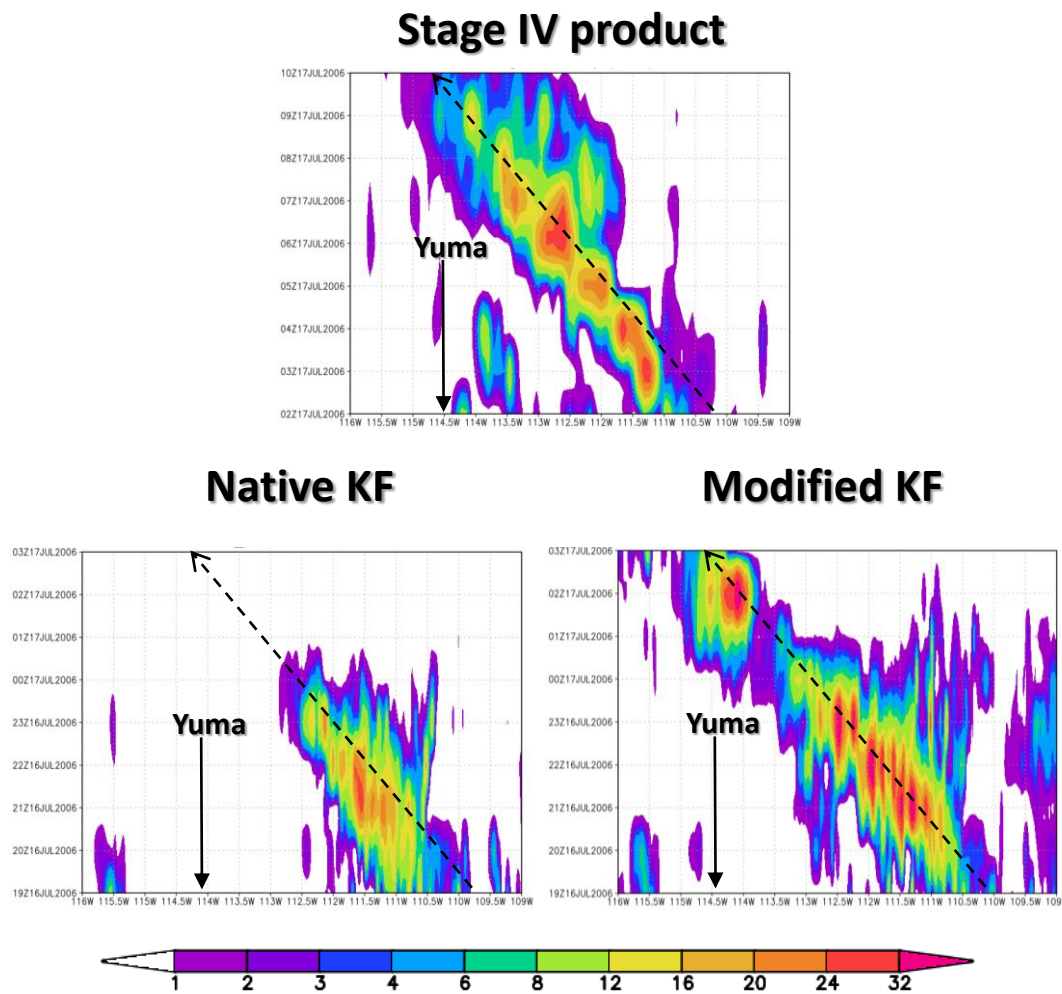 Stage IV product
10Z17JUL2006
09Z17JUL2006
08Z17JUL2006
07Z17JUL2006
06Z17JUL2006
05Z17JUL2006
04Z17JUL2006
03Z17JUL2006
02Z17JUL2006
Yuma
116W 115.5W 115W 114.5W 114W 113.5W 113W 112.5W 112W 111.5W 111W 110.5W 110W 109.5W 109W
Native KF
03Z17JUL2006
02Z17JUL2006
01Z17JUL2006
00Z17JUL2006
23Z16JUL2006
22Z16JUL2006
21Z16JUL2006
20Z16JUL2006
19Z16JUL2006
Yuma
116W 115.5W 115W 114.5W 114W 113.5W 113W 112.5W 112W 111.5W 111W 110.5W 110W 109.5W 109W
Modified KF
03Z17JUL2006
02Z17JUL2006
01Z17JUL2006
00Z17JUL2006
23Z16JUL2006
22Z16JUL2006
21Z16JUL2006
20Z16JUL2006
19Z16JUL2006
Yuma
116W 115.5W 115W 114.5W 114W 113.5W 113W 112.5W 112W 111.5W 111W 110.5W 110W 109.5W 109
1 2 3 4 6 8 12 16 20 24 32